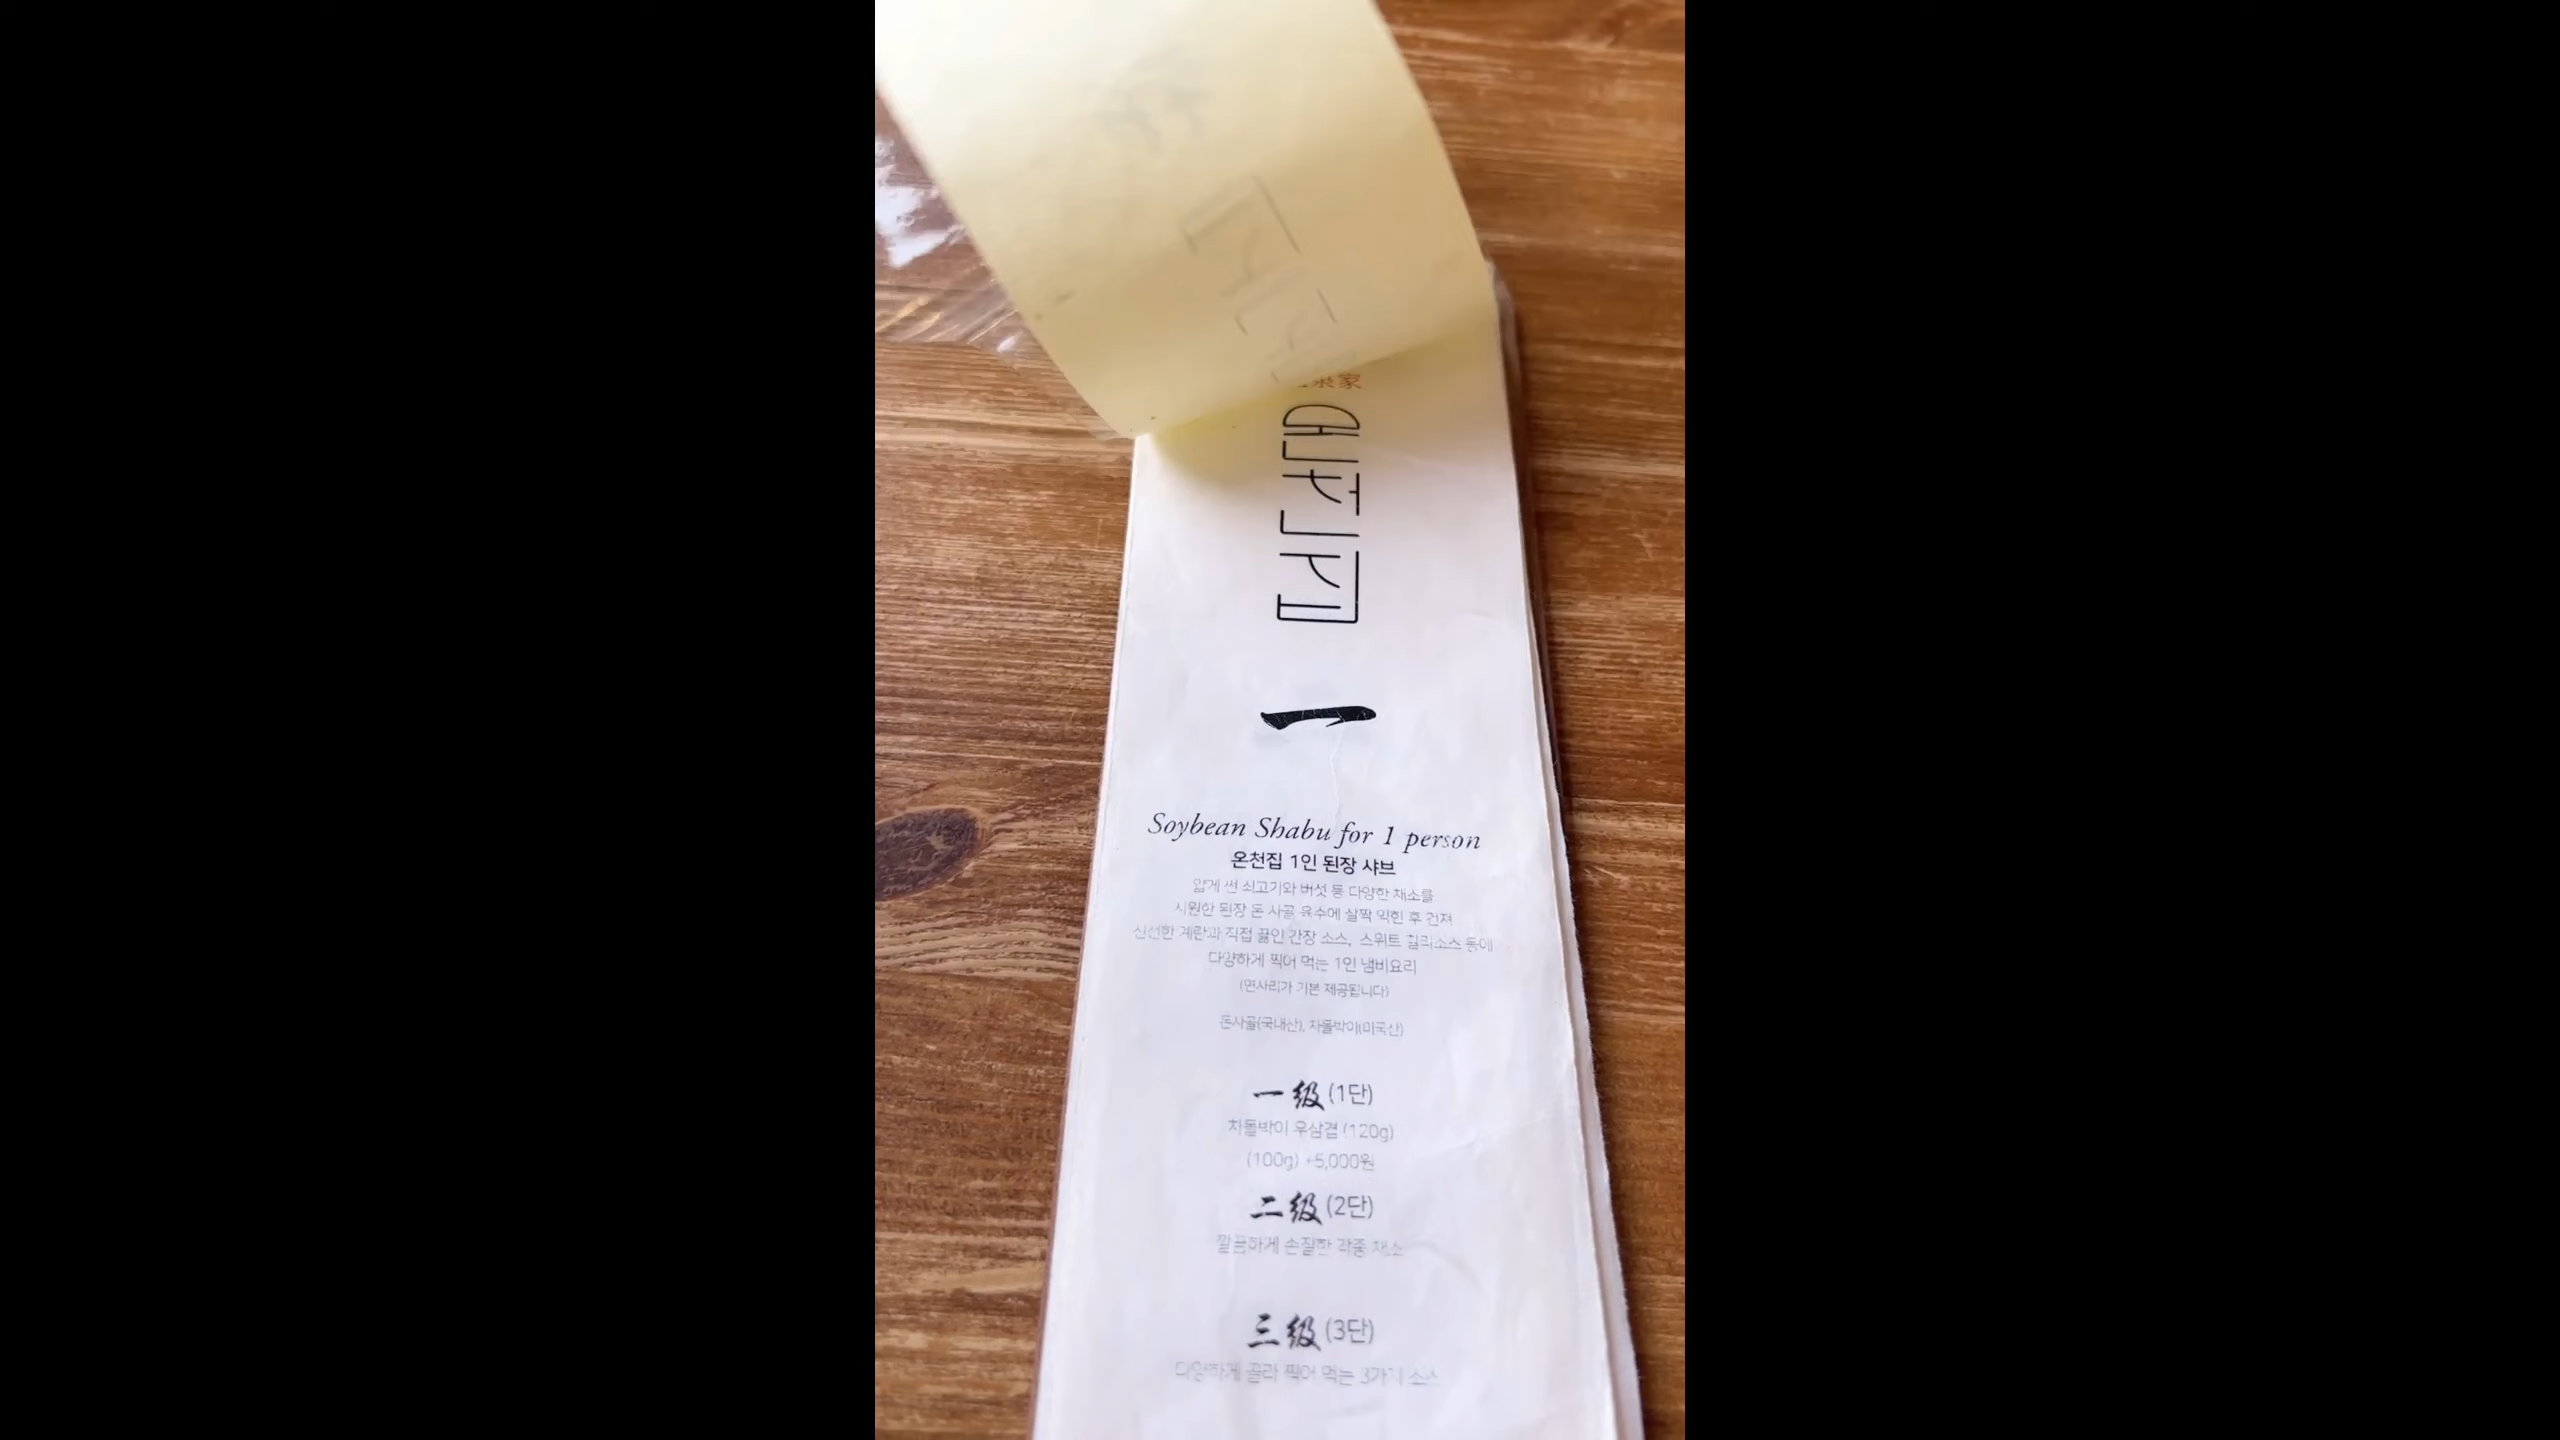 泉家
온천집
一
Soybean Shabu for 1 person
온천집 1인 된장 샤브
얇게 썬 쇠고기와 버섯 등 다양한 채소를
시원한 된장 돈 사골 육수에 살짝 익힌 후 건져
신선한 계란과 직접 끓인 간장 소스, 스위트 칠리소스 등에
다양하게 찍어 먹는 1인 냄비요리
(면사리가 기본 제공됩니다)
돈사골(국내산), 차돌박이(미국산)
一级 (1단)
차돌박이 우삼겹 (120g)
(100g) +5,000원
二级 (2단)
깔끔하게 손질한 각종 채소
三级 (3단)
다양하게 골라 찍어 먹는 3가지 소스